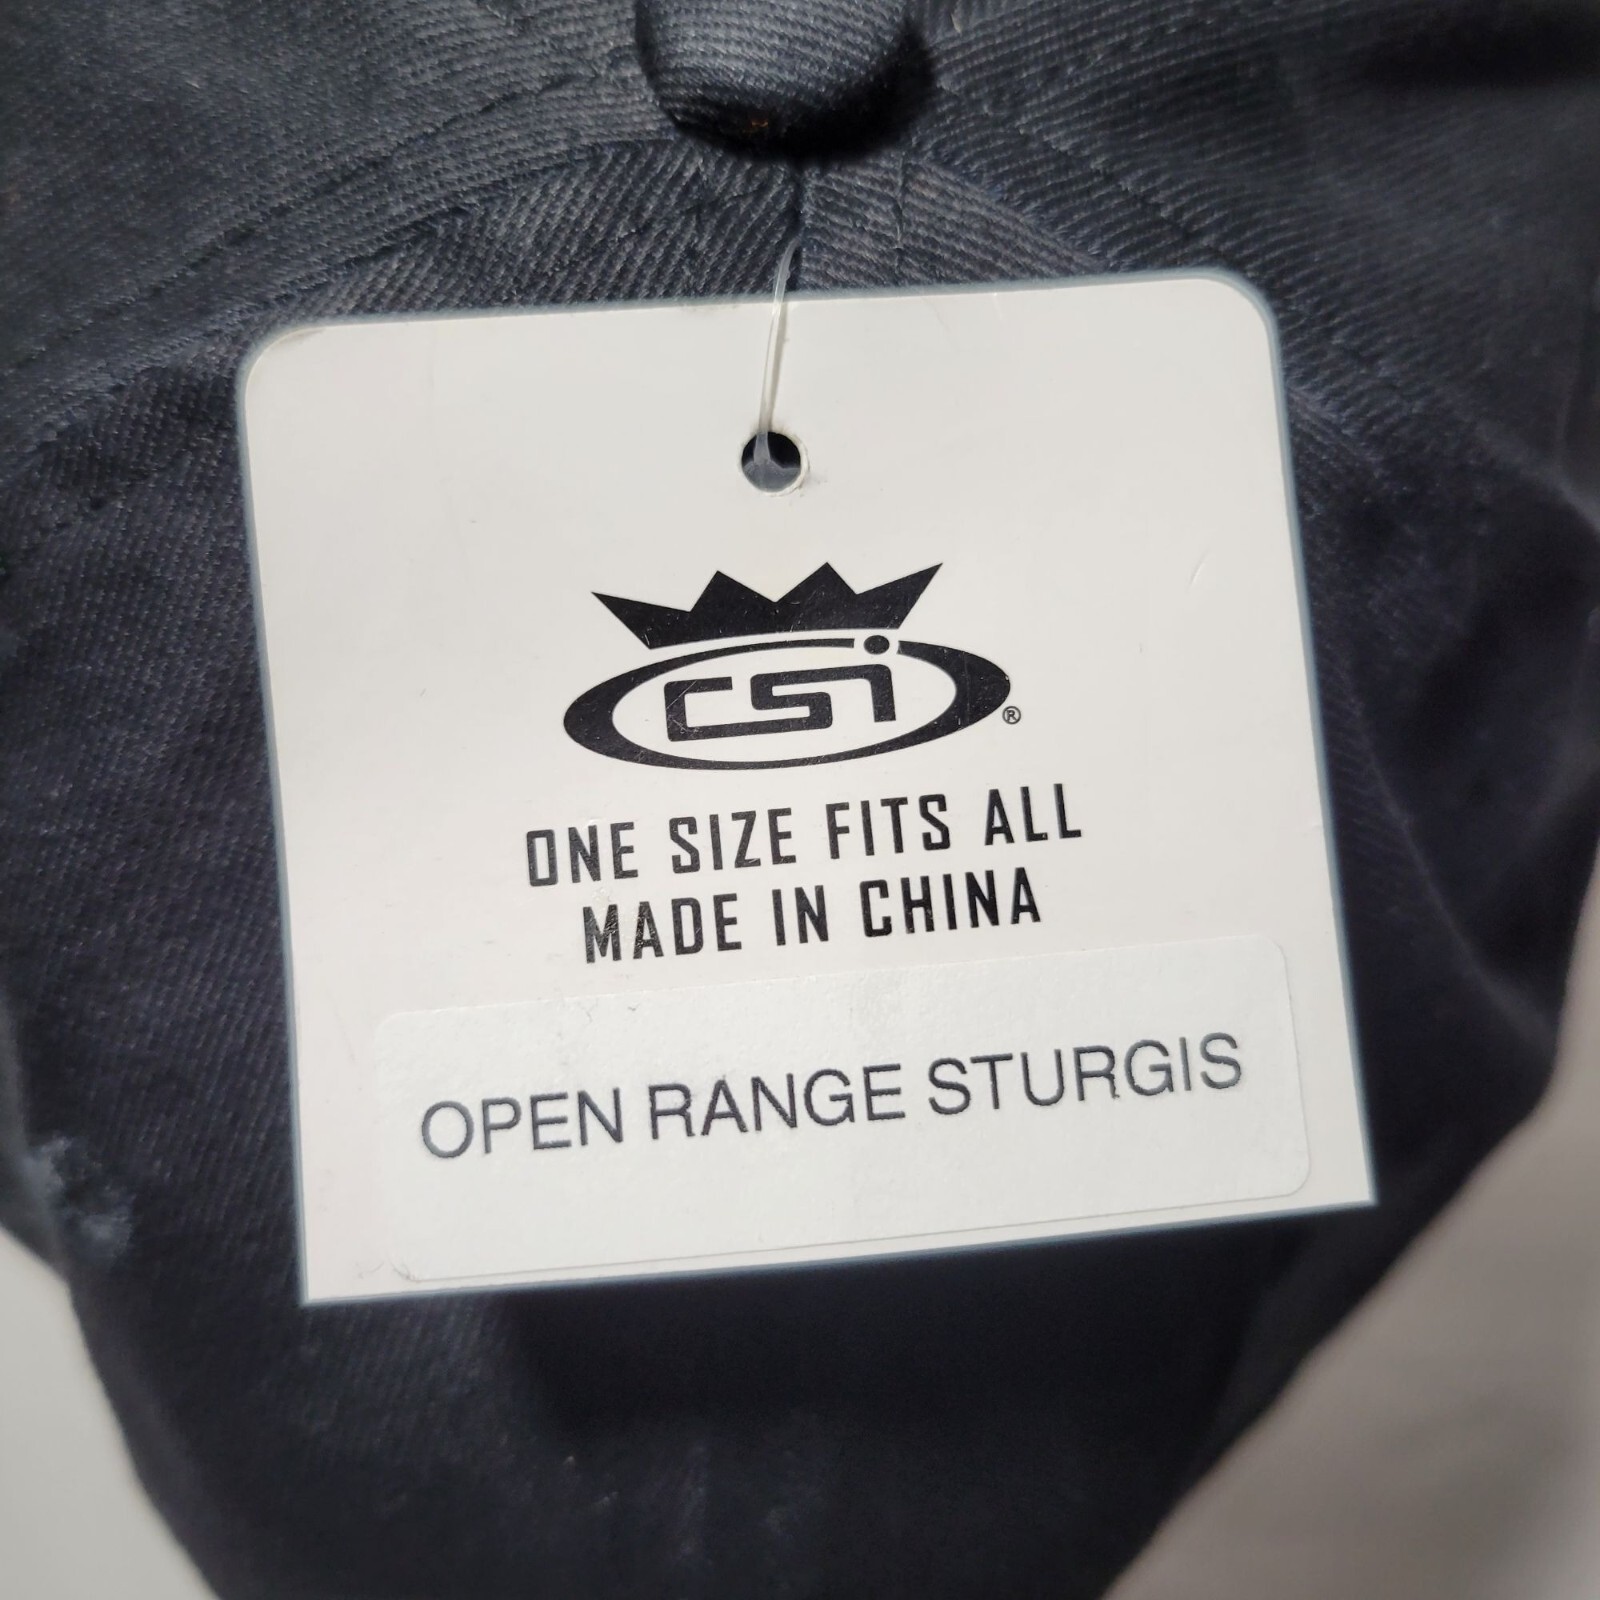 csi®
ONE SIZE FITS ALL
MADE IN CHINA
OPEN RANGE STURGIS